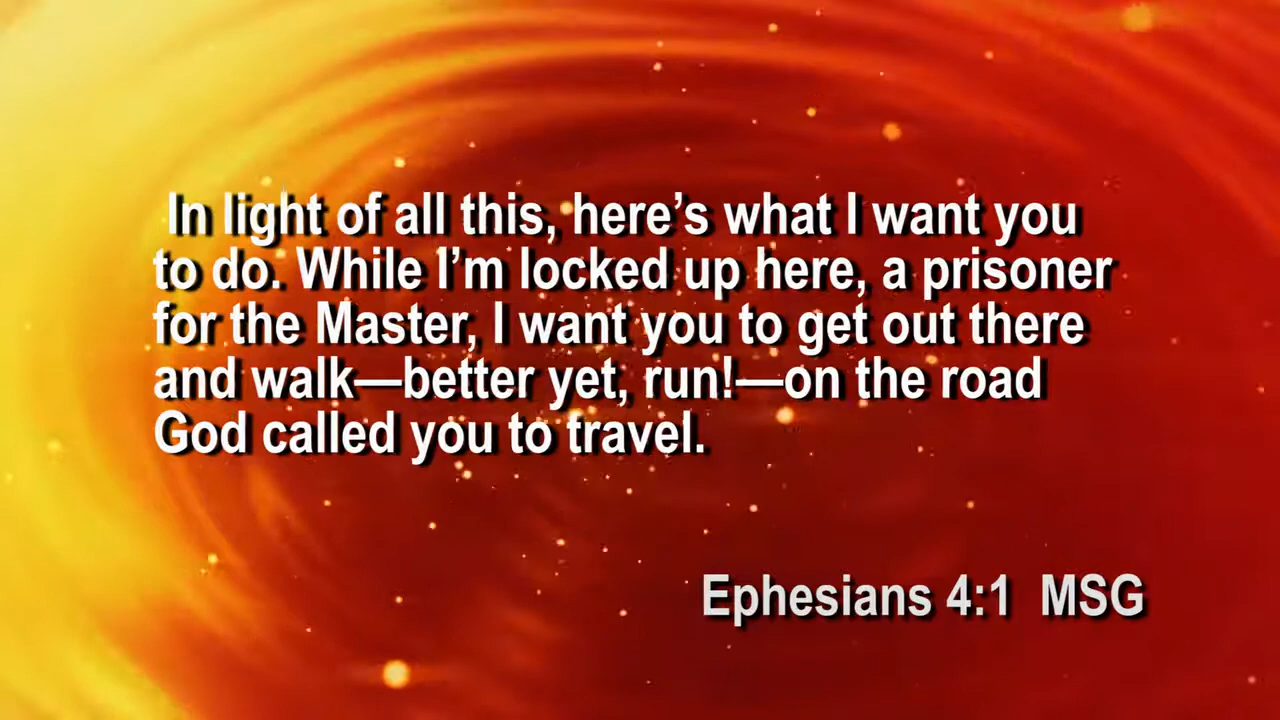 In light of all this, here’s what I want you
to do. While I’m locked up here, a prisoner
for the Master, I want you to get out there
and walk—better yet, run!—on the road
God called you to travel.
Ephesians 4:1 MSG